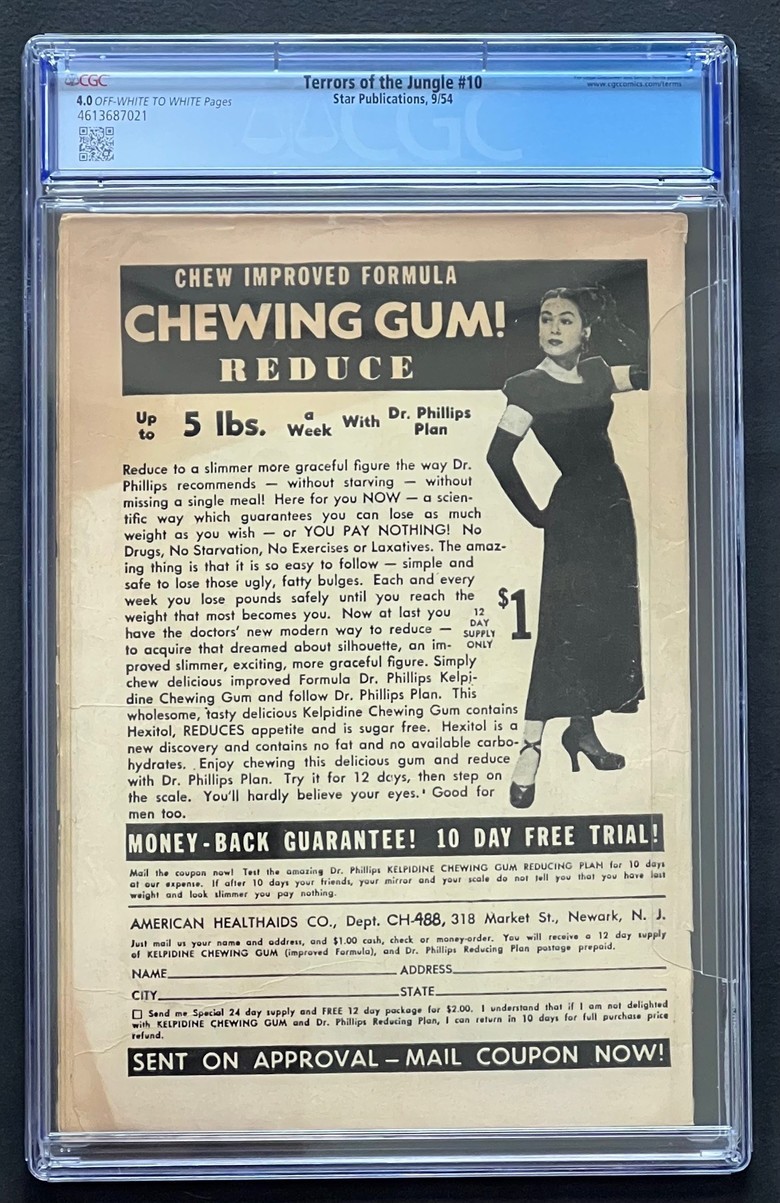 CGC
Terrors of the Jungle #10
www.cgccomics.com/terms
4.0 OFF-WHITE TO WHITE Pages
Star Publications, 9/54
4613687021
CGC
CHEW IMPROVED FORMULA
CHEWING GUM!
REDUCE
Up to 5 lbs. a Week With Dr. Phillips Plan
Reduce to a slimmer more graceful figure the way Dr.
Phillips recommends — without starving — without
missing a single meal! Here for you NOW — a scien-
tific way which guarantees you can lose as much
weight as you wish — or YOU PAY NOTHING! No
Drugs, No Starvation, No Exercises or Laxatives. The amaz-
ing thing is that it is so easy to follow — simple and
safe to lose those ugly, fatty bulges. Each and every
week you lose pounds safely until you reach the
weight that most becomes you. Now at last you
have the doctors' new modern way to reduce —
to acquire that dreamed about silhouette, an im-
proved slimmer, exciting, more graceful figure. Simply
chew delicious improved Formula Dr. Phillips Kelpi-
dine Chewing Gum and follow Dr. Phillips Plan. This
wholesome, tasty delicious Kelpidine Chewing Gum contains
Hexitol, REDUCES appetite and is sugar free. Hexitol is a
new discovery and contains no fat and no available carbo-
hydrates. Enjoy chewing this delicious gum and reduce
with Dr. Phillips Plan. Try it for 12 days, then step on
the scale. You'll hardly believe your eyes. Good for
men too.
12
DAY
SUPPLY
ONLY
$1
MONEY-BACK GUARANTEE! 10 DAY FREE TRIAL!
Mail the coupon now! Test the amazing Dr. Phillips KELPIDINE CHEWING GUM REDUCING PLAN for 10 days
at our expense. If after 10 days your friends, your mirror and your scale do not tell you that you have lost
weight and look slimmer you pay nothing.
AMERICAN HEALTHAIDS CO., Dept. CH-488, 318 Market St., Newark, N. J.
Just mail us your name and address, and $1.00 cash, check or money-order. You will receive a 12 day supply
of KELPIDINE CHEWING GUM (improved Formula), and Dr. Phillips Reducing Plan postage prepaid.
NAME ADDRESS
CITY STATE
Send me Special 24 day supply and FREE 12 day package for $2.00. I understand that if I am not delighted
with KELPIDINE CHEWING GUM and Dr. Phillips Reducing Plan, I can return in 10 days for full purchase price
refund.
SENT ON APPROVAL — MAIL COUPON NOW!